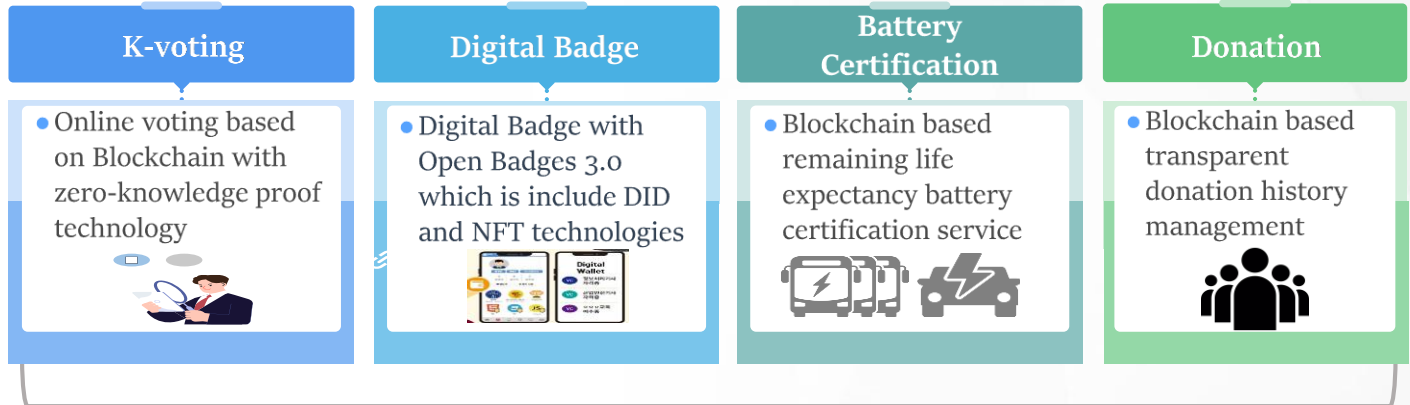 K-voting
Online voting based
on Blockchain with
zero-knowledge proof
technology
Digital Badge
Digital Badge with
Open Badges 3.0
which is include DID
and NFT technologies
Digital
Wallet
Battery
Certification
Blockchain based
remaining life
expectancy battery
certification service
Donation
Blockchain based
transparent
donation history
management